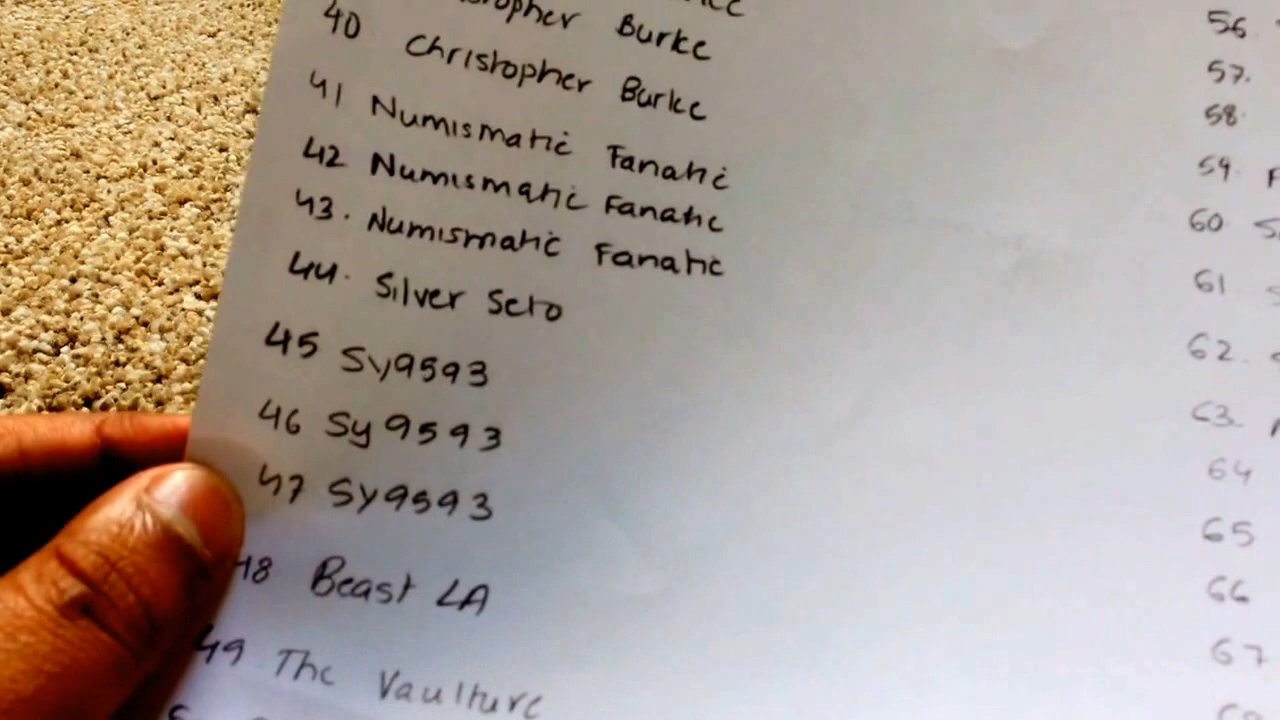 Burke
40 Christopher Burke
41 Numismatic Fanatic
42 Numismatic Fanatic
43. Numismatic Fanatic
44. Silver Seto
45 Sy9593
46 Sy9593
47 Sy9593
48 Beast LA
49 The Vaulture
56
57.
58
59.
60
61
62.
63.
64
65
66
67